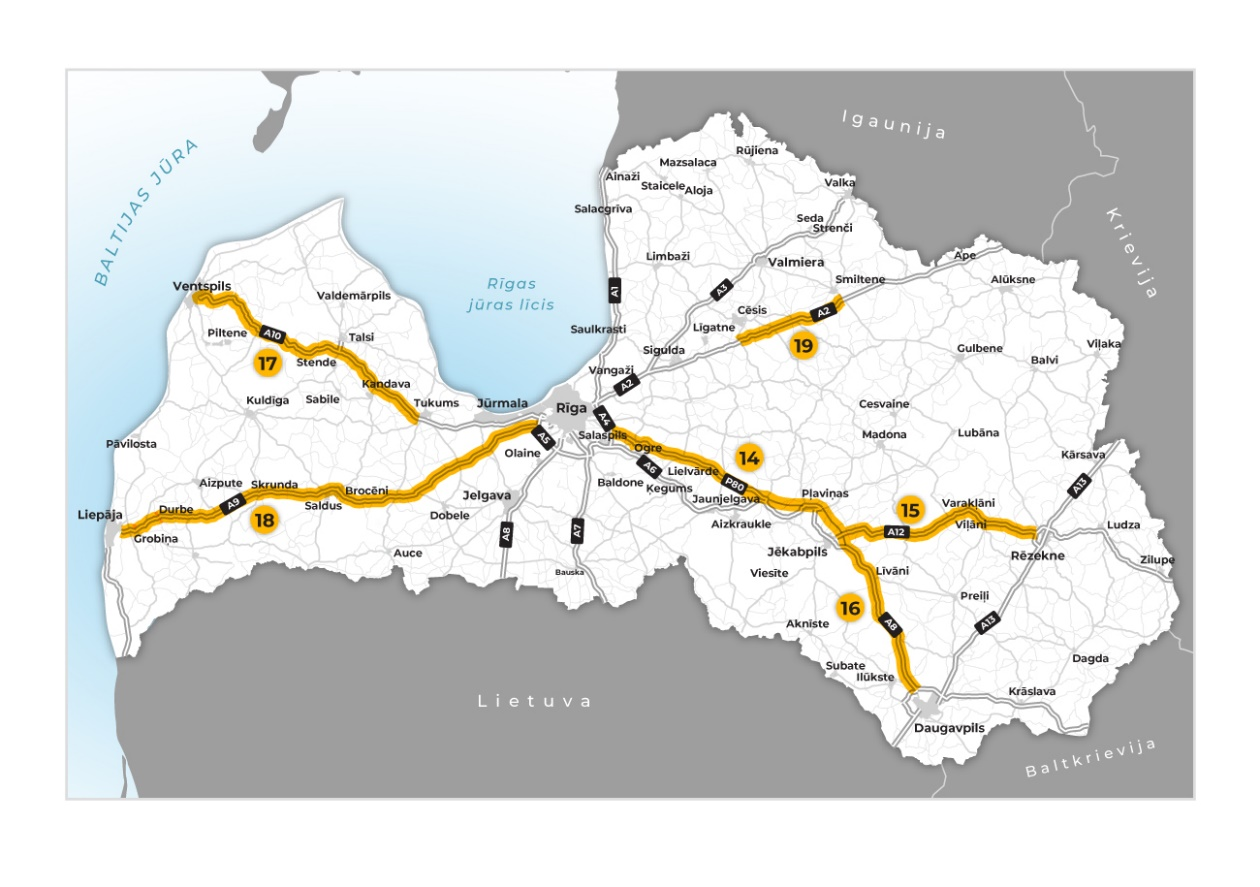 Igaunija
BALTIJAS JŪRA
Rūjiena
Mazsalaca
Ainaži
Staicele
Aloja
Valka
Salacgrīva
Seda
Strenči
Krievija
Limbaži
Valmiera
Ape
Smiltene
Alūksne
Rīgas
jūras līcis
Ventspils
Valdemārpils
A1
A3
Cēsis
A2
Piltene
A10
Talsi
Saulkrasti
Līgatne
19
Viļaka
17
Stende
Sigulda
Gulbene
Balvi
Kandava
Vangaži
A2
Kuldīga
Sabile
Tukums
Jūrmala
Rīga
Cesvaine
A4
Pāvilosta
A5
Salaspils
Madona
Lubāna
Olaine
Ogre
14
Kārsava
A6
Lielvārde
Aizpute
Skrunda
Brocēni
Baldone
Ķegums
P80
A13
Jelgava
Jaunjelgava
Pļaviņas
A9
Saldus
Varakļāni
Liepāja
Durbe
18
Dobele
15
Aizkraukle
Viļāni
Ludza
Grobiņa
A8
A7
A12
Auce
Jēkabpils
Rēzekne
Zilupe
Bauska
Viesīte
Līvāni
Preiļi
16
Aknīste
A8
A13
Subate
Dagda
Ilūkste
Krāslava
Lietuva
Daugavpils
Baltkrievija